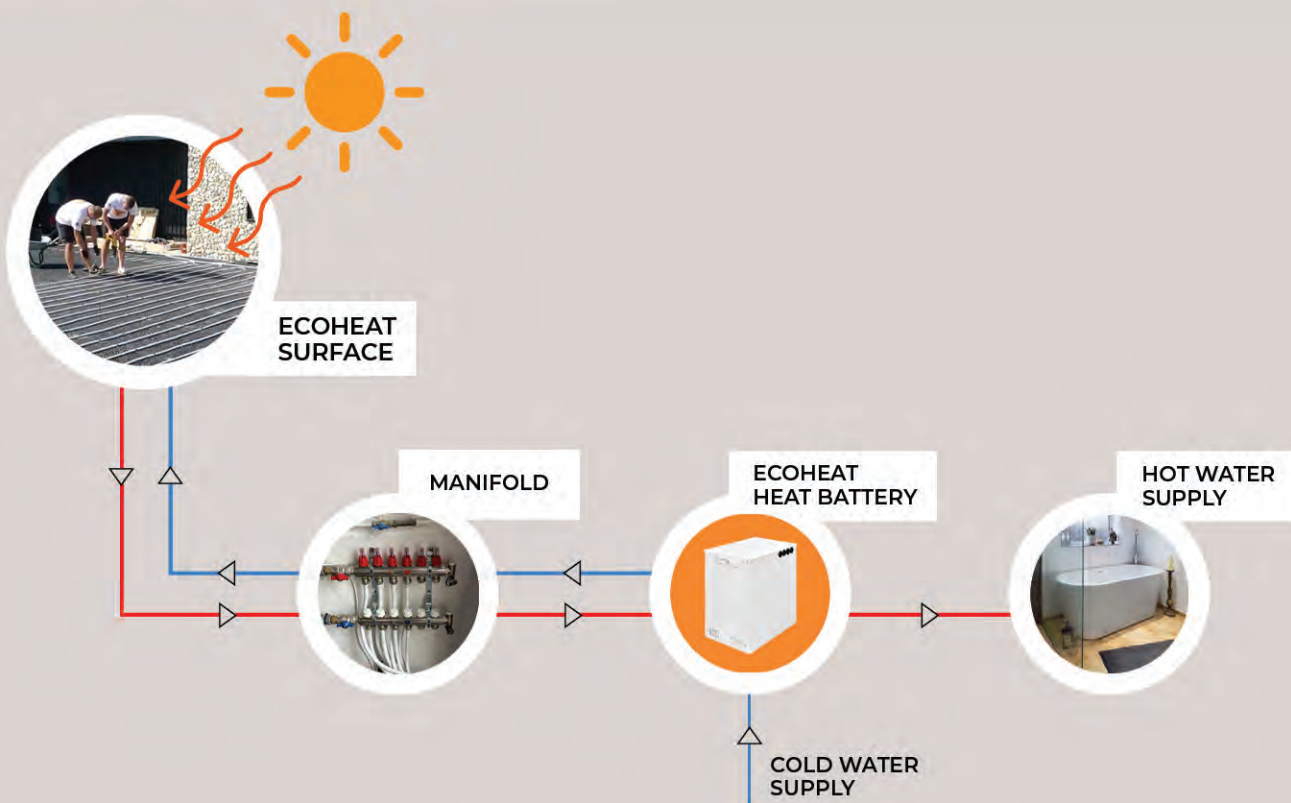 ECOHEAT
SURFACE
MANIFOLD
ECOHEAT
HEAT BATTERY
HOT WATER
SUPPLY
COLD WATER
SUPPLY